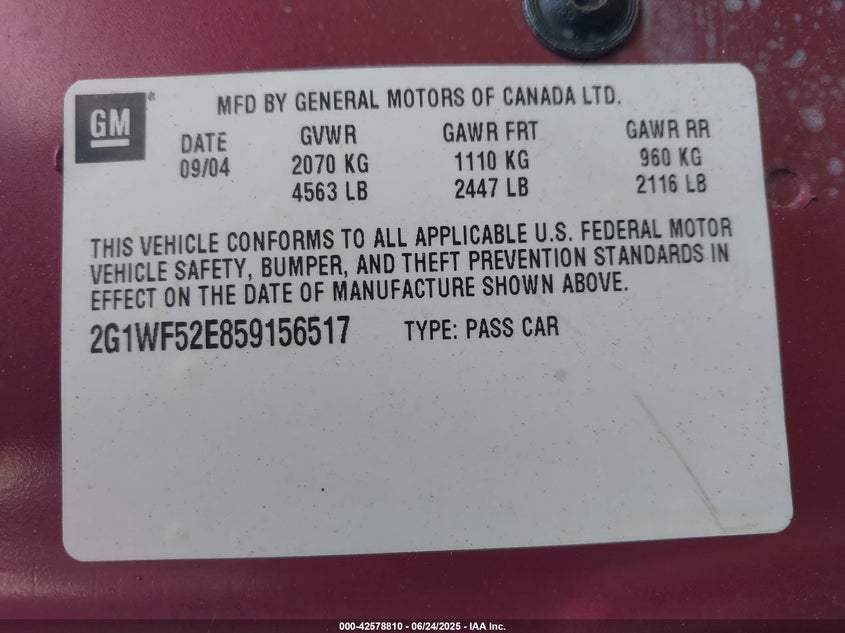 GM
MFD BY GENERAL MOTORS OF CANADA LTD.
DATE GVWR GAWR FRT GAWR RR
09/04 2070 KG 1110 KG 960 KG
4563 LB 2447 LB 2116 LB
THIS VEHICLE CONFORMS TO ALL APPLICABLE U.S. FEDERAL MOTOR
VEHICLE SAFETY, BUMPER, AND THEFT PREVENTION STANDARDS IN
EFFECT ON THE DATE OF MANUFACTURE SHOWN ABOVE.
2G1WF52E859156517 TYPE: PASS CAR
000-42578810 - 06/24/2025 - IAA Inc.